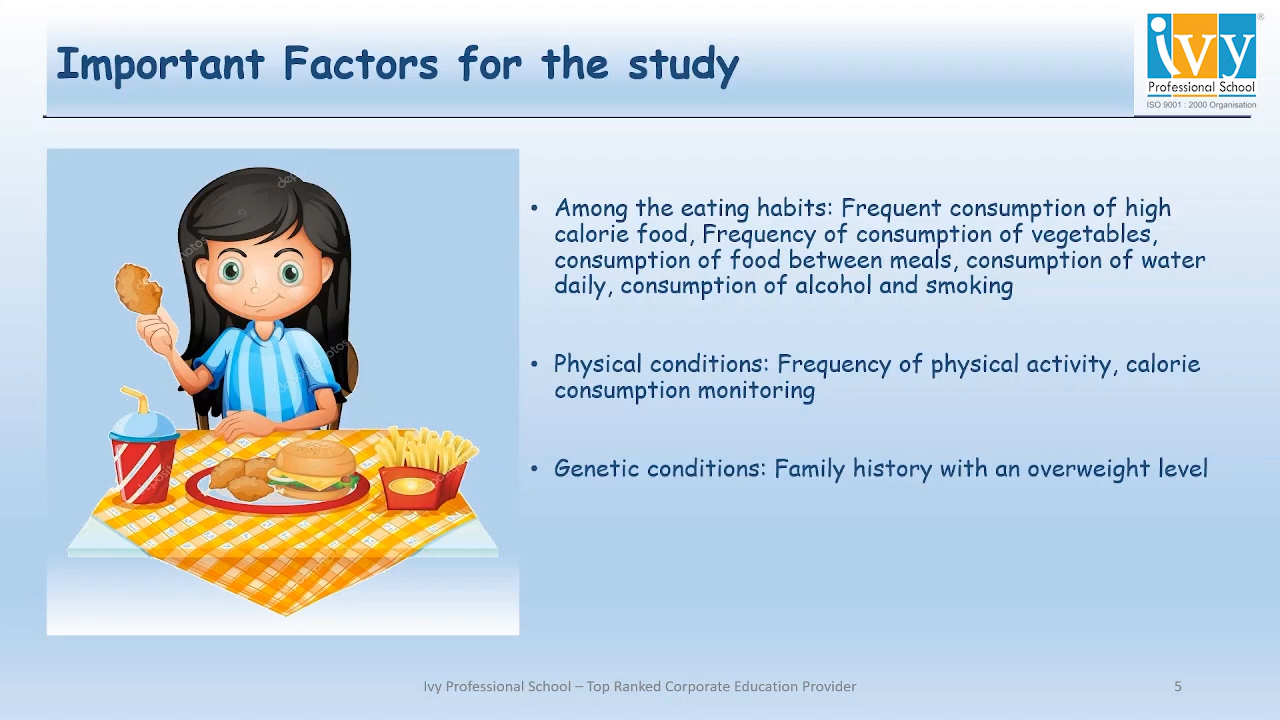 Important Factors for the study
ivy
®
Professional School
ISO 9001 : 2000 Organisation
• Among the eating habits: Frequent consumption of high
calorie food, Frequency of consumption of vegetables,
consumption of food between meals, consumption of water
daily, consumption of alcohol and smoking
• Physical conditions: Frequency of physical activity, calorie
consumption monitoring
• Genetic conditions: Family history with an overweight level
Ivy Professional School – Top Ranked Corporate Education Provider
5